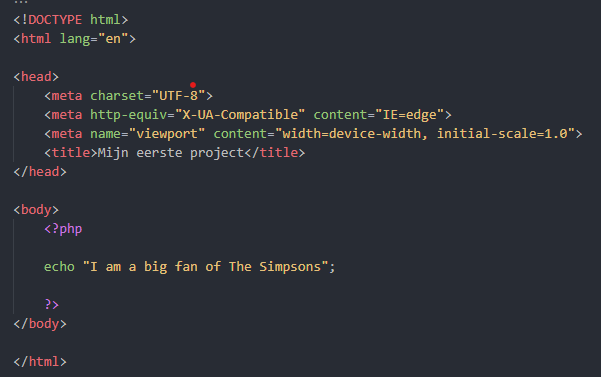 <!DOCTYPE html>
<html lang="en">
<head>
<meta charset="UTF-8">
<meta http-equiv="X-UA-Compatible" content="IE=edge">
<meta name="viewport" content="width=device-width, initial-scale=1.0">
<title>Mijn eerste project</title>
</head>
<body>
<?php
echo "I am a big fan of The Simpsons";
?>
</body>
</html>